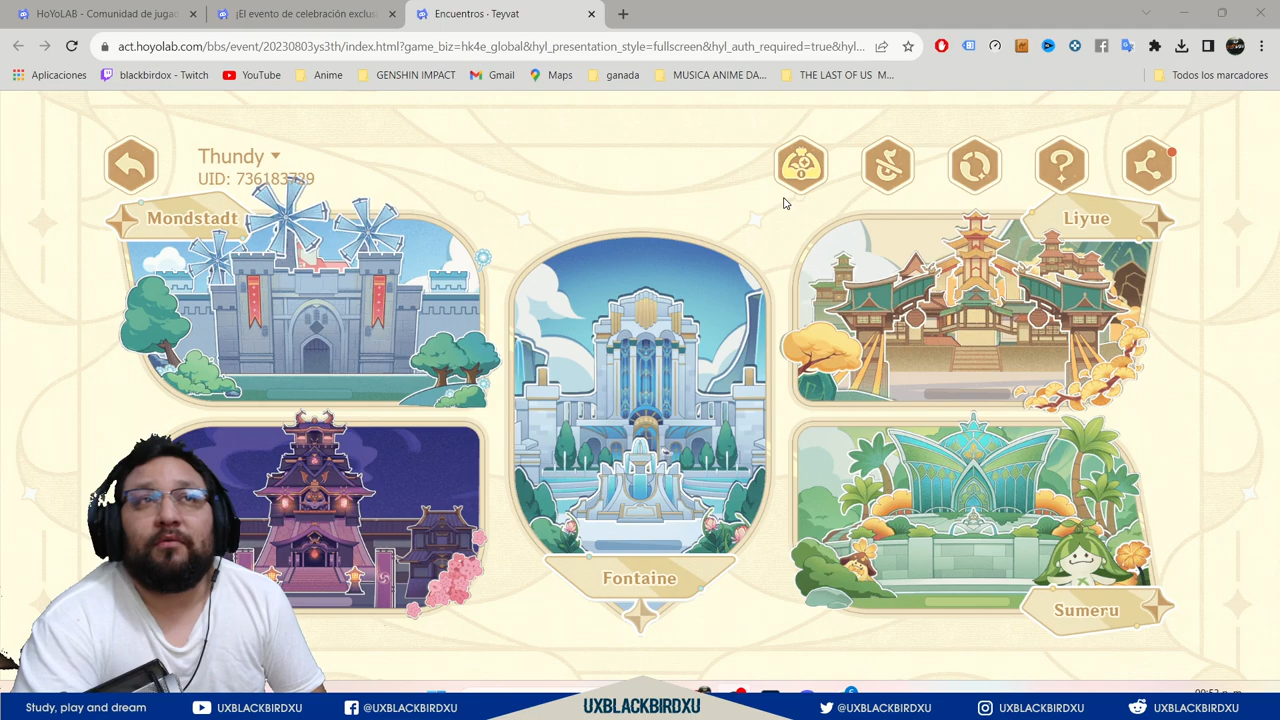 HoYoLAB - Comunidad de jugad
¡El evento de celebración exclus
Encuentros · Teyvat
act.hoyolab.com/bbs/event/20230803ys3th/index.html?game_biz=hk4e_global&hyl_presentation_style=fullscreen&hyl_auth_required=true&hyl...
Aplicaciones
blackbirdox - Twitch
YouTube
Anime
GENSHIN IMPACT
Gmail
Maps
ganada
MUSICA ANIME DA...
THE LAST OF US M...
Todos los marcadores
Thundy
UID: 736183739
Mondstadt
Liyue
Fontaine
Sumeru
Study, play and dream
UXBLACKBIRDXU
@UXBLACKBIRDXU
UXBLACKBIRDXU
@UXBLACKBIRDXU
UXBLACKBIRDXU
UXBLACKBIRDXU